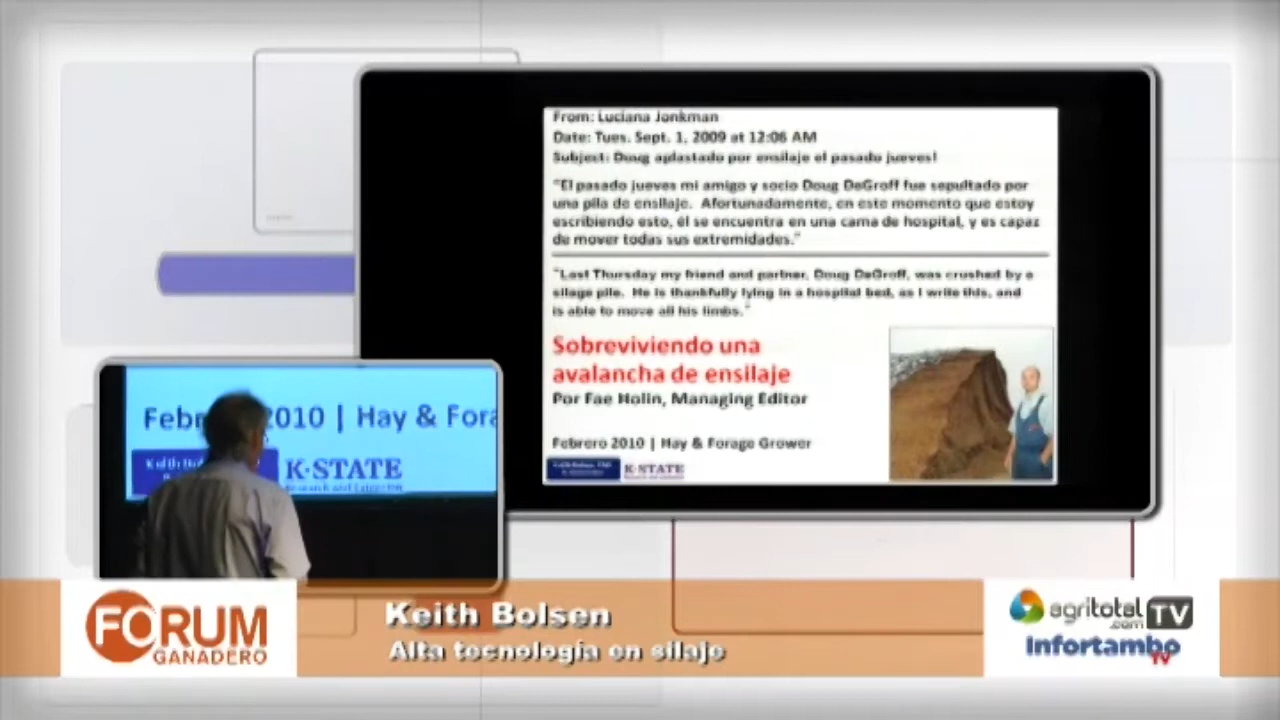 From: Luciana Jonkman
Date: Tues. Sept. 1, 2009 at 12:06 AM
Subject: Doug aplastado por ensilaje el pasado jueves!
"El pasado jueves mi amigo y socio Doug DeGroff fue sepultado por
una pila de ensilaje. Afortunadamente, en este momento que estoy
escribiendo esto, él se encuentra en una cama de hospital, y es capaz
de mover todas sus extremidades."
"Last Thursday my friend and partner, Doug DeGroff, was crushed by a
silage pile. He is thankfully lying in a hospital bed, as I write this, and
is able to move all his limbs."
Sobreviviendo una
avalancha de ensilaje
Por Fae Holin, Managing Editor
Febrero 2010 | Hay & Forage Grower
K-STATE
Febr 2010 | Hay & Fora
K-STATE
Keith Bolsen
Alta tecnología en silaje
FORUM
GANADERO
agritotal
.com
TV
Infortambo
TV